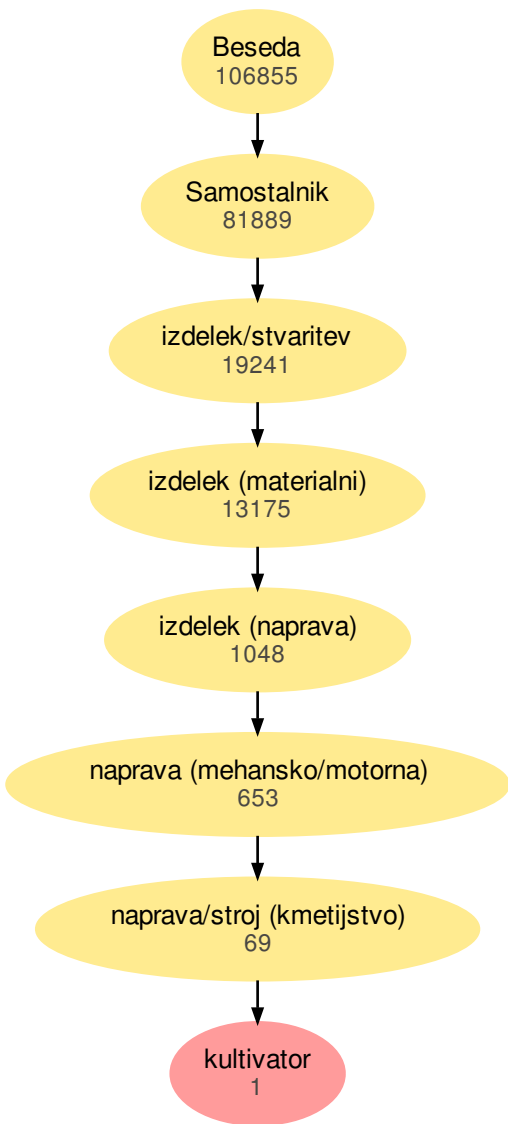 Beseda
106855
Samostalnik
81889
izdelek/stvaritev
19241
izdelek (materialni)
13175
izdelek (naprava)
1048
naprava (mehansko/motorna)
653
naprava/stroj (kmetijstvo)
69
kultivator
1